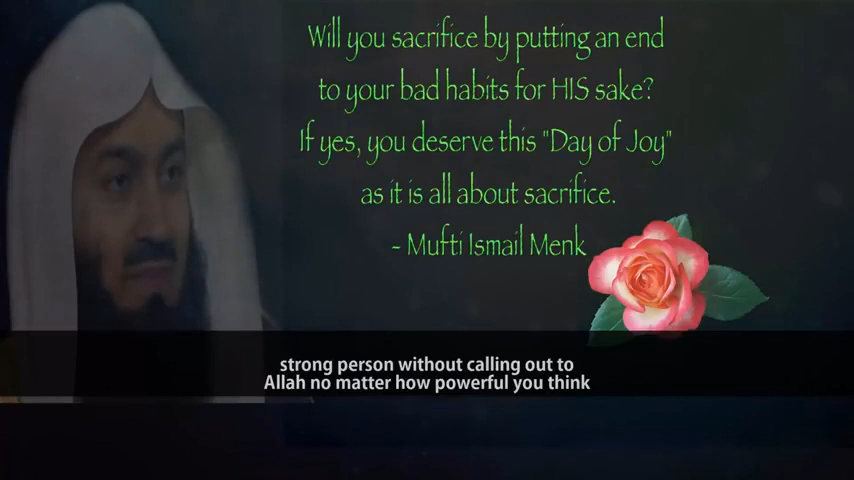 Will you sacrifice by putting an end
to your bad habits for HIS sake?
If yes, you deserve this "Day of Joy"
as it is all about sacrifice.
- Mufti Ismail Menk
strong person without calling out to
Allah no matter how powerful you think